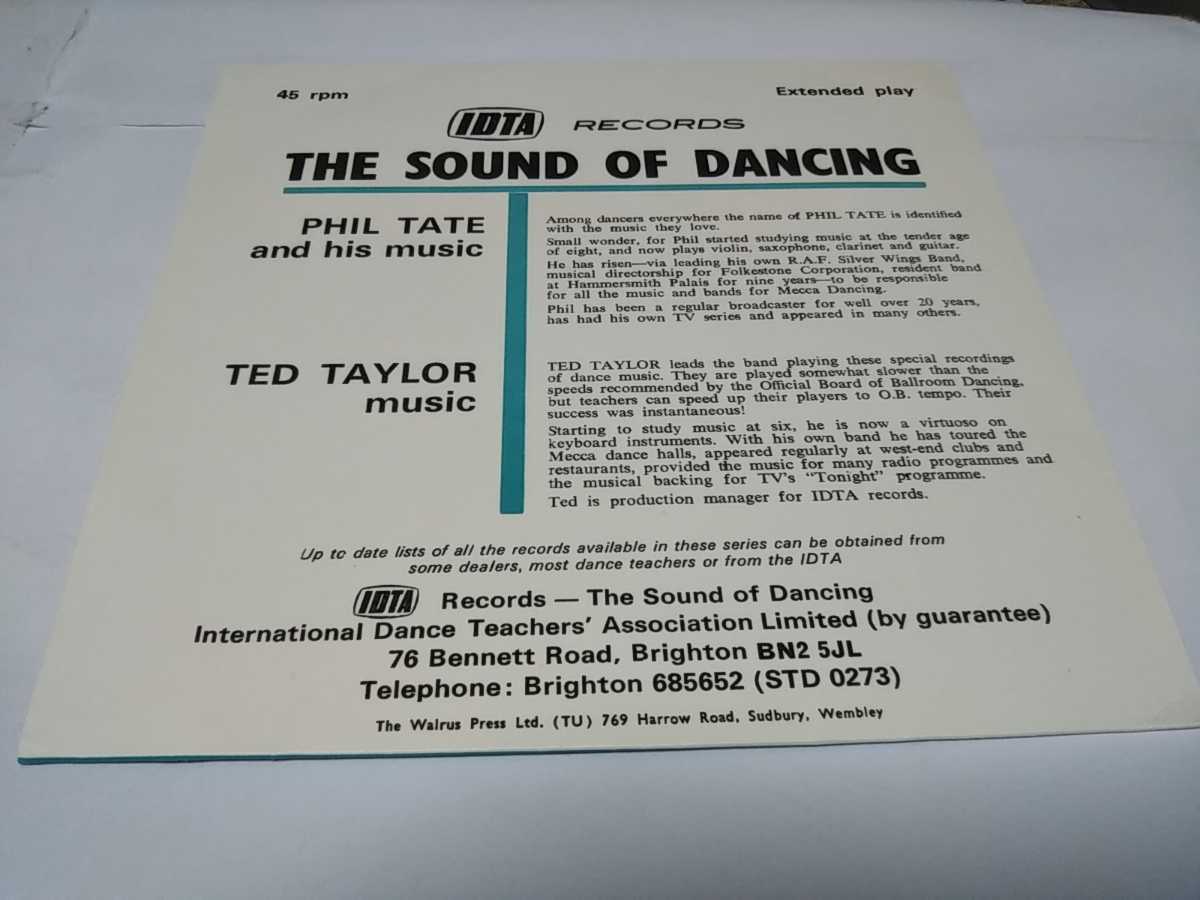 45 rpm Extended play
IDTA RECORDS
THE SOUND OF DANCING
PHIL TATE
and his music
Among dancers everywhere the name of PHIL TATE is identified
with the music they love.
Small wonder, for Phil started studying music at the tender age
of eight, and now plays violin, saxophone, clarinet and guitar.
He has risen—via leading his own R.A.F. Silver Wings Band,
musical directorship for Folkestone Corporation, resident band
at Hammersmith Palais for nine years—to be responsible
for all the music and bands for Mecca Dancing.
Phil has been a regular broadcaster for well over 20 years,
has had his own TV series and appeared in many others.
TED TAYLOR
music
TED TAYLOR leads the band playing these special recordings
of dance music. They are played somewhat slower than the
speeds recommended by the Official Board of Ballroom Dancing,
but teachers can speed up their players to O.B. tempo. Their
success was instantaneous!
Starting to study music at six, he is now a virtuoso on
keyboard instruments. With his own band he has toured the
Mecca dance halls, appeared regularly at west-end clubs and
restaurants, provided the music for many radio programmes and
the musical backing for TV's "Tonight" programme.
Ted is production manager for IDTA records.
Up to date lists of all the records available in these series can be obtained from
some dealers, most dance teachers or from the IDTA
IDTA Records — The Sound of Dancing
International Dance Teachers' Association Limited (by guarantee)
76 Bennett Road, Brighton BN2 5JL
Telephone: Brighton 685652 (STD 0273)
The Walrus Press Ltd. (TU) 769 Harrow Road, Sudbury, Wembley